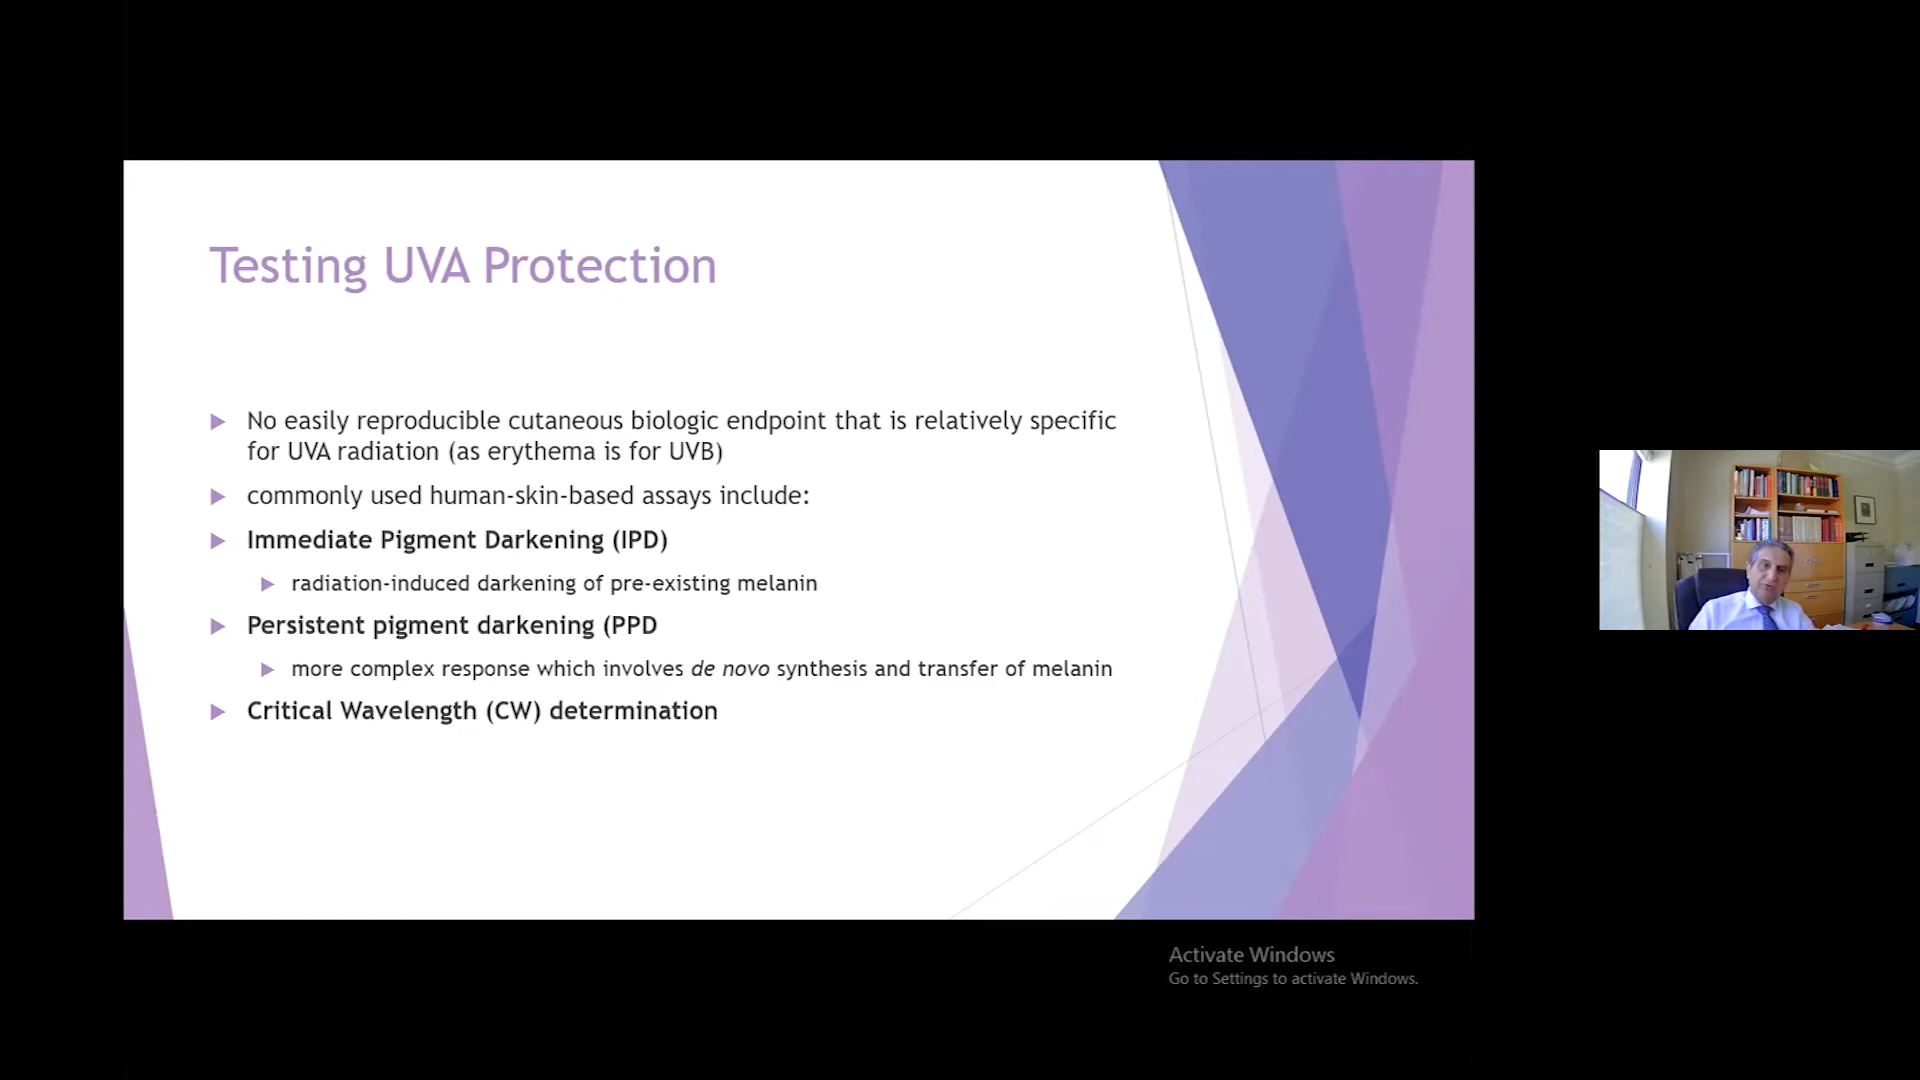 Testing UVA Protection
No easily reproducible cutaneous biologic endpoint that is relatively specific
for UVA radiation (as erythema is for UVB)
commonly used human-skin-based assays include:
Immediate Pigment Darkening (IPD)
radiation-induced darkening of pre-existing melanin
Persistent pigment darkening (PPD
more complex response which involves de novo synthesis and transfer of melanin
Critical Wavelength (CW) determination
Activate Windows
Go to Settings to activate Windows.